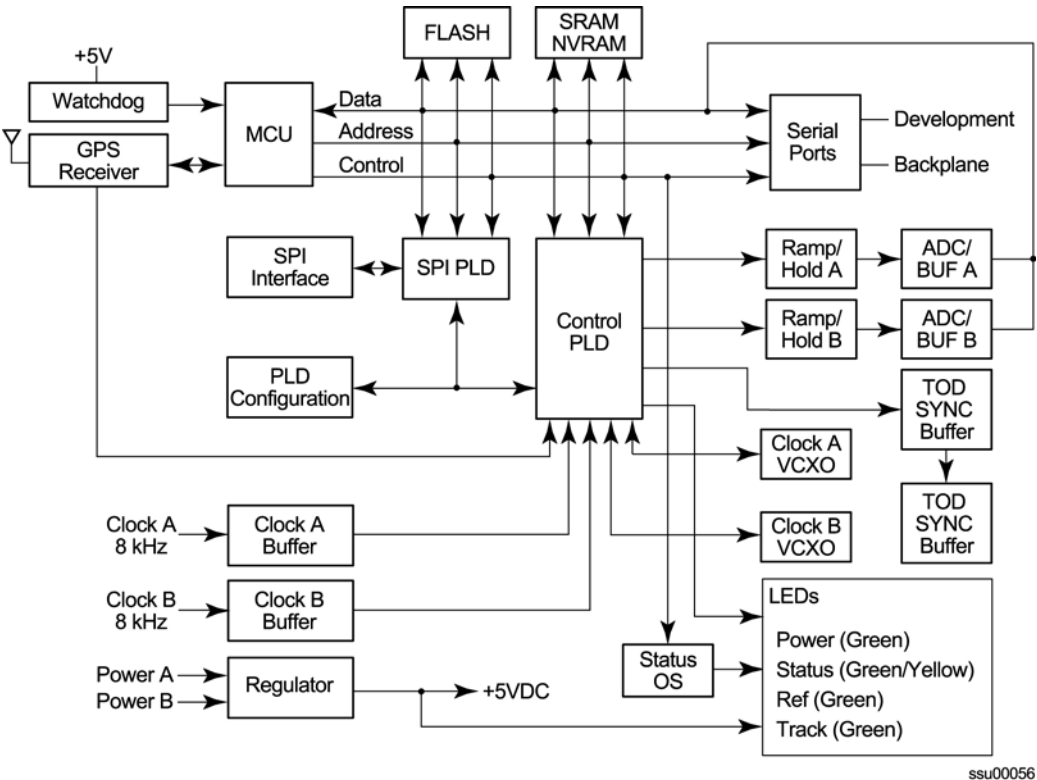 FLASH
SRAM
NVRAM
+5V
Watchdog
MCU
GPS
Receiver
Data
Address
Control
Serial
Ports
Development
Backplane
SPI
Interface
SPI PLD
Control
PLD
Ramp/
Hold A
ADC/
BUF A
Ramp/
Hold B
ADC/
BUF B
PLD
Configuration
TOD
SYNC
Buffer
Clock A
VCXO
TOD
SYNC
Buffer
Clock A
8 kHz
Clock A
Buffer
Clock B
VCXO
Clock B
8 kHz
Clock B
Buffer
LEDs
Power (Green)
Status (Green/Yellow)
Ref (Green)
Track (Green)
Status
OS
Power A
Power B
Regulator
+5VDC
ssu00056